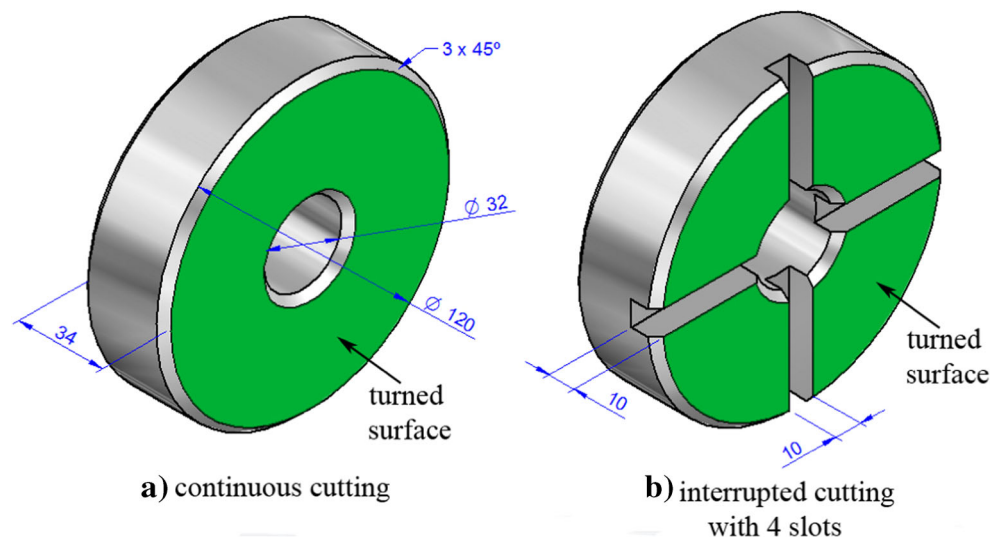 3 x 45º
Ø 32
Ø 120
34
turned
surface
a) continuous cutting
10
10
turned
surface
b) interrupted cutting
with 4 slots